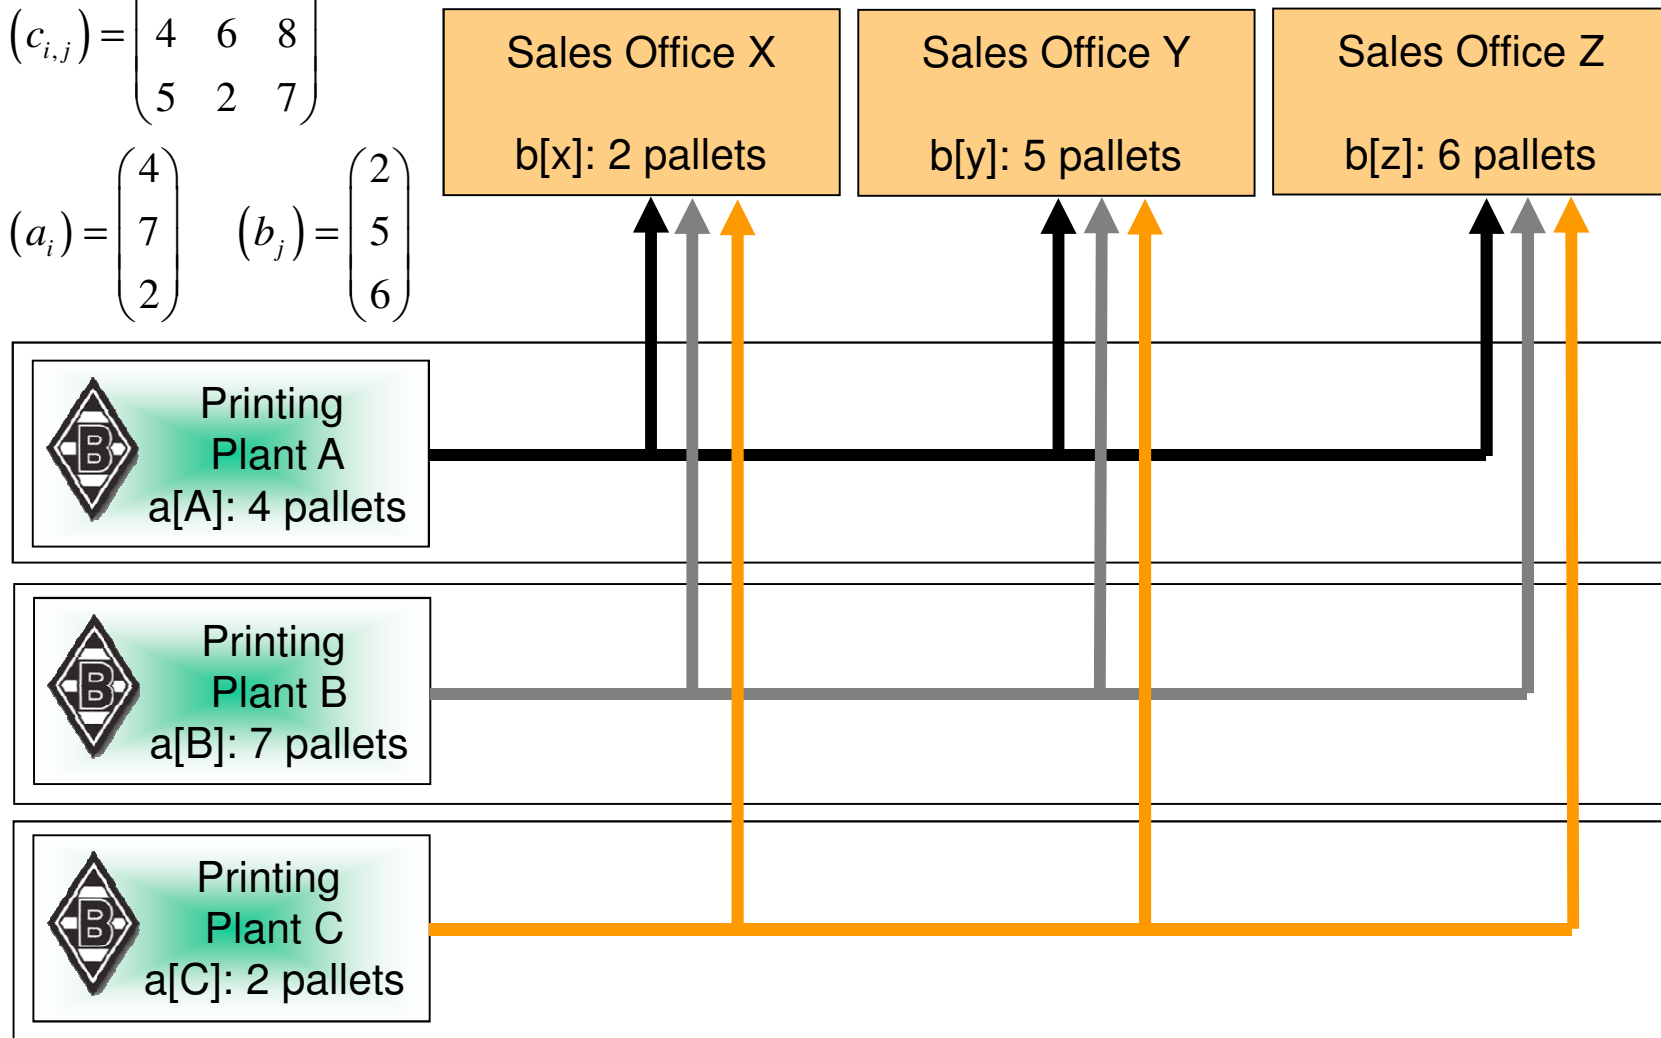 (c_{i,j}) = ( 4 6 8
5 2 7 )
(a_i) = ( 4 7 2 ) (b_j) = ( 2 5 6 )
Sales Office X
b[x]: 2 pallets
Sales Office Y
b[y]: 5 pallets
Sales Office Z
b[z]: 6 pallets
B
Printing
Plant A
a[A]: 4 pallets
B
Printing
Plant B
a[B]: 7 pallets
B
Printing
Plant C
a[C]: 2 pallets